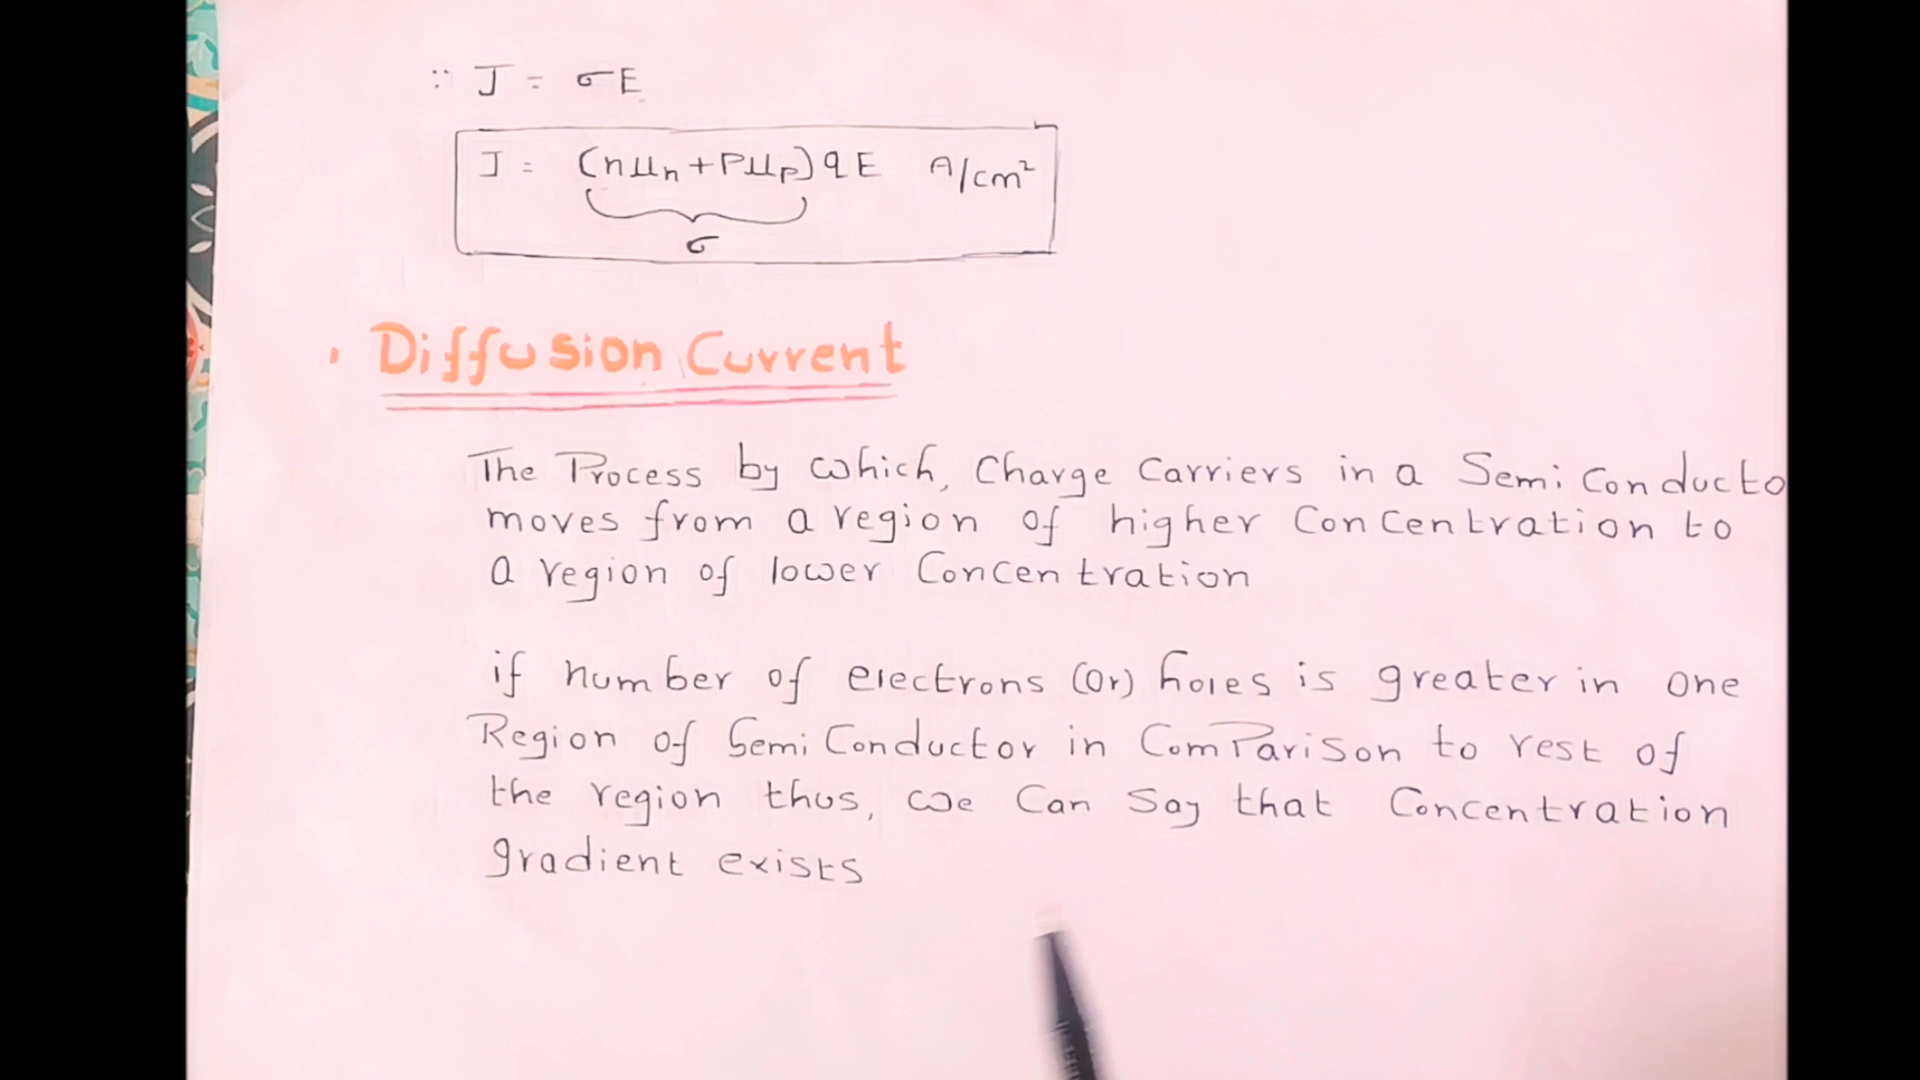 ∵ J = σE
J = (nμn + Pμp) q E A/cm²
σ
• Diffusion Current
The Process by which, Charge Carriers in a Semi Conducto
moves from a region of higher Concentration to
a region of lower Concentration
if number of electrons (or) holes is greater in one
Region of Semi Conductor in Comparison to rest of
the region thus, we can say that Concentration
gradient exists